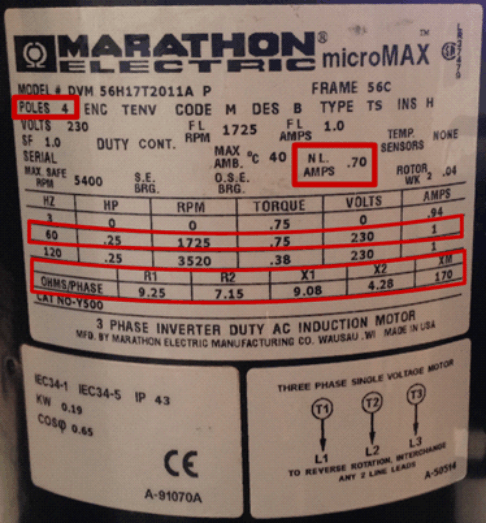 MARATHON®
ELECTRIC microMAX™
MODEL # DVM 56H17T2011A P FRAME 56C
POLES 4 ENC TENV CODE M DES B TYPE TS INS H
VOLTS 230 FL RPM 1725 FL AMPS 1.0
SF 1.0 DUTY CONT. MAX AMB. °C 40 N L. AMPS .70 TEMP. SENSORS NONE
SERIAL
MAX. SAFE RPM 5400 S.E. BRG. O.S.E. BRG. ROTOR WK 2 .04
HZ HP RPM TORQUE VOLTS AMPS
3 0 0 .75 0 .94
60 .25 1725 .75 230 1
120 .25 3520 .38 230 1
R1 R2 X1 X2 XM
OHMS/PHASE 9.25 7.15 9.08 4.28 170
CAT NO-Y500
3 PHASE INVERTER DUTY AC INDUCTION MOTOR
MFD. BY MARATHON ELECTRIC MANUFACTURING CO. WAUSAU .WI MADE IN USA
IEC34-1 IEC34-5 IP 43
KW 0.19
COSφ 0.65
CE
A-91070A
THREE PHASE SINGLE VOLTAGE MOTOR
T1 T2 T3
L1 L2 L3
TO REVERSE ROTATION, INTERCHANGE
ANY 2 LINE LEADS
A-50514